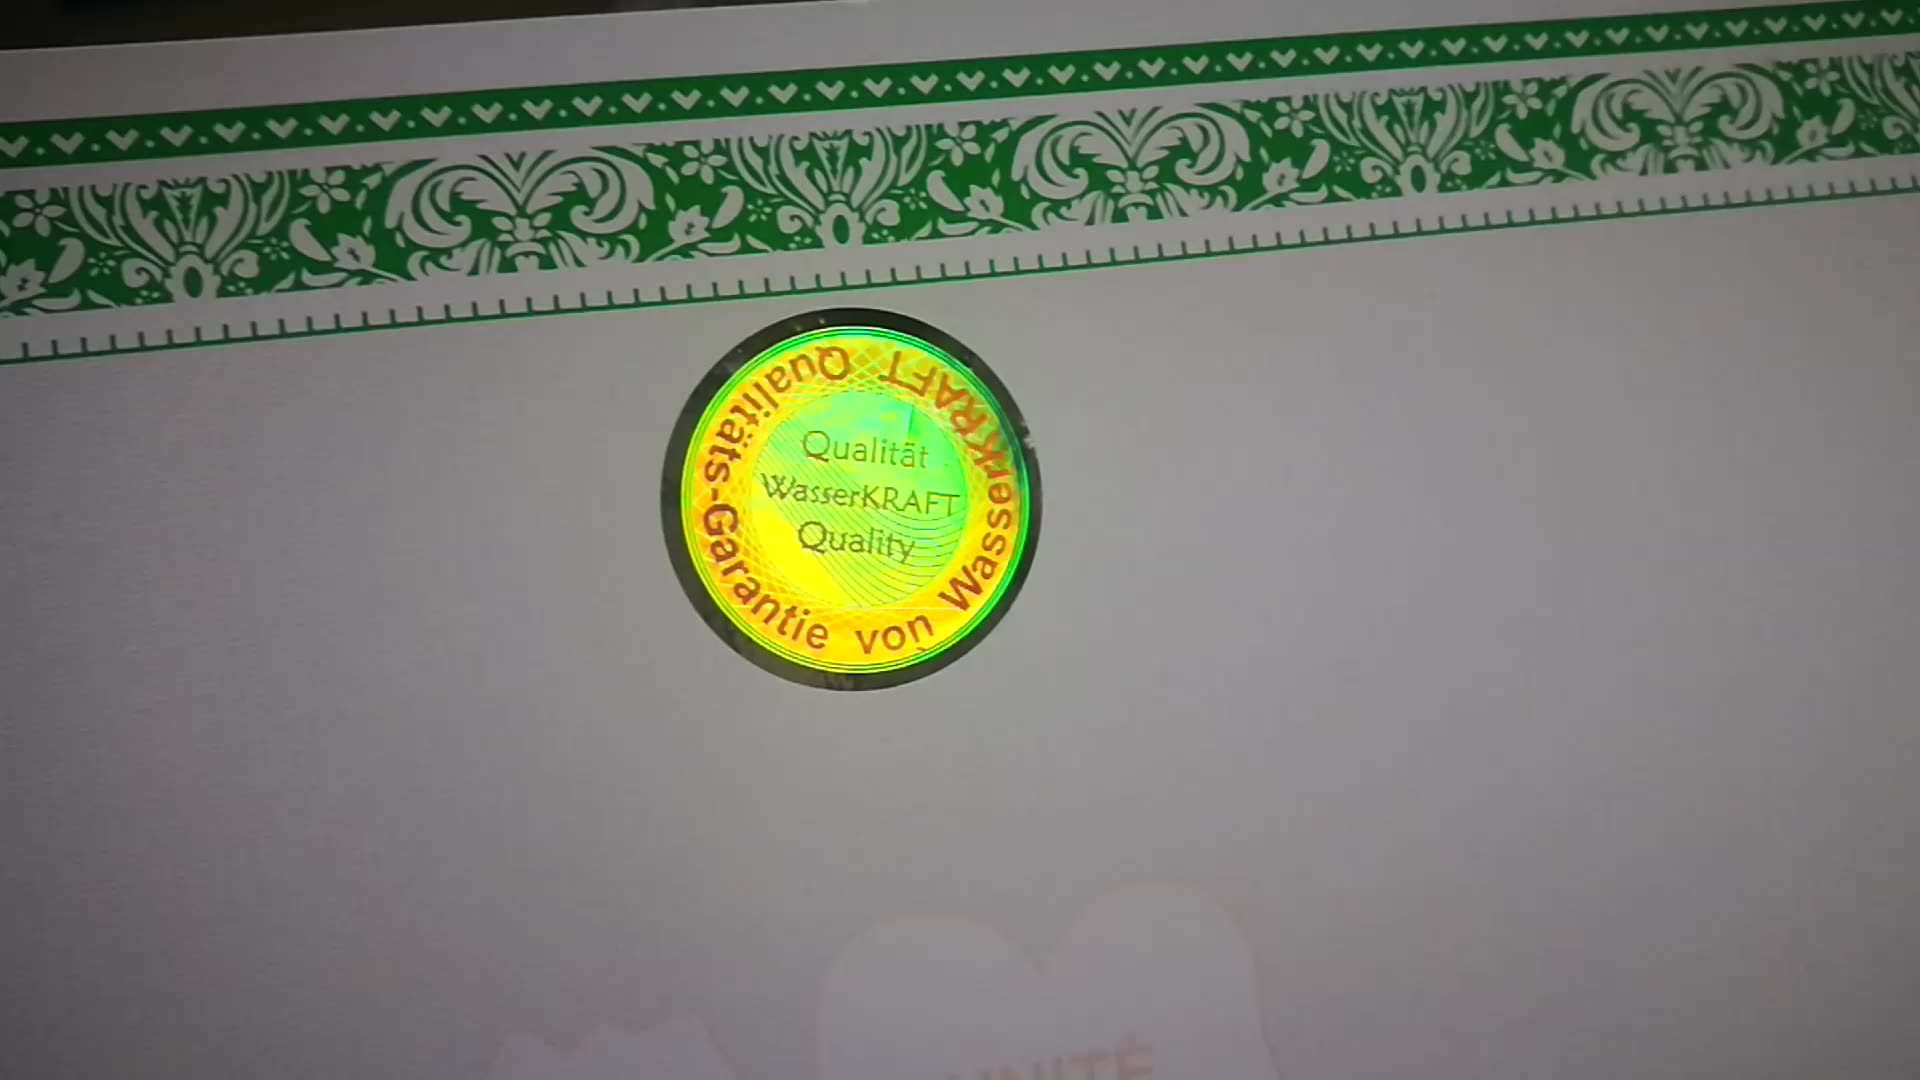 Qualitäts-Garantie von WasserKRAFT
Qualität
WasserKRAFT
Quality